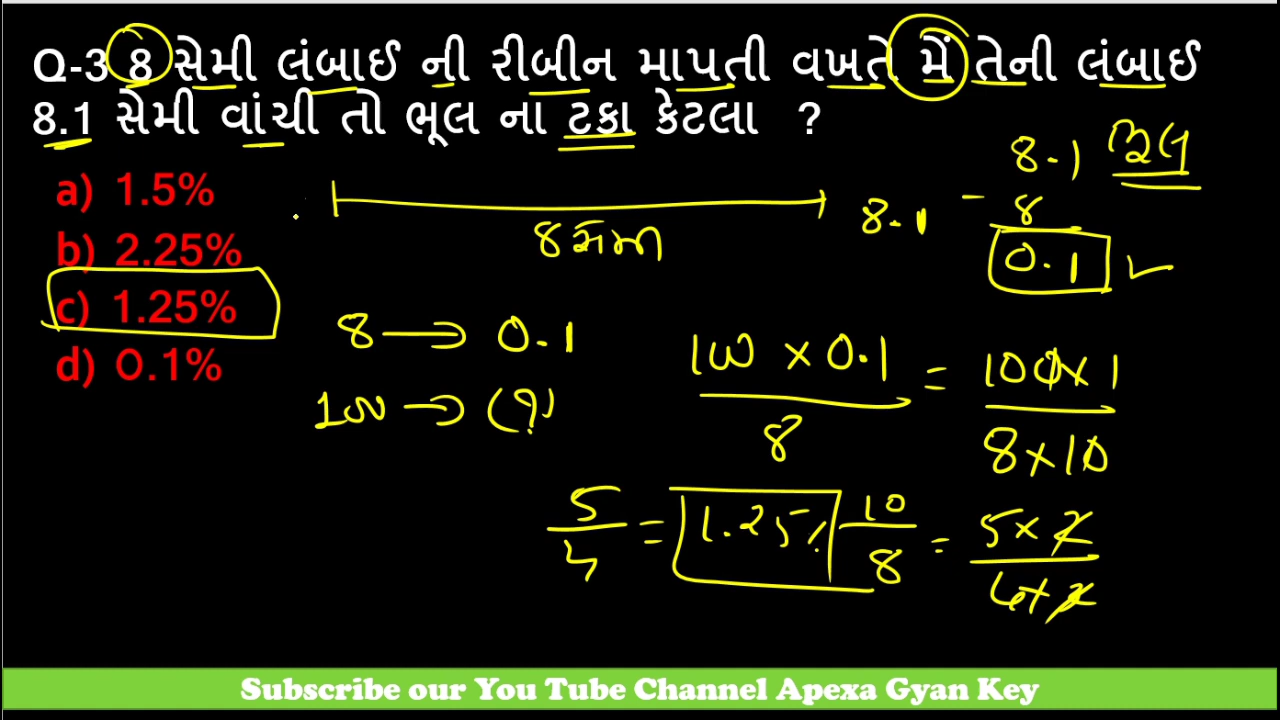 Q-3 8 સેમી લંબાઈ ની રીબીન માપતી વખતે મેં તેની લંબાઈ
8.1 સેમી વાંચી તો ભૂલ ના ટકા કેટલા ?
a) 1.5%
b) 2.25%
c) 1.25%
d) 0.1%
8 સેમી
8.1
8.1 ભૂલ
- 8
0.1
8 → 0.1
100 → (?)
100 × 0.1 / 8 = 100 × 1 / 8 × 10
5/4 = 1.25% 10/8 = 5 × 2 / 4 × 2
Subscribe our You Tube Channel Apexa Gyan Key